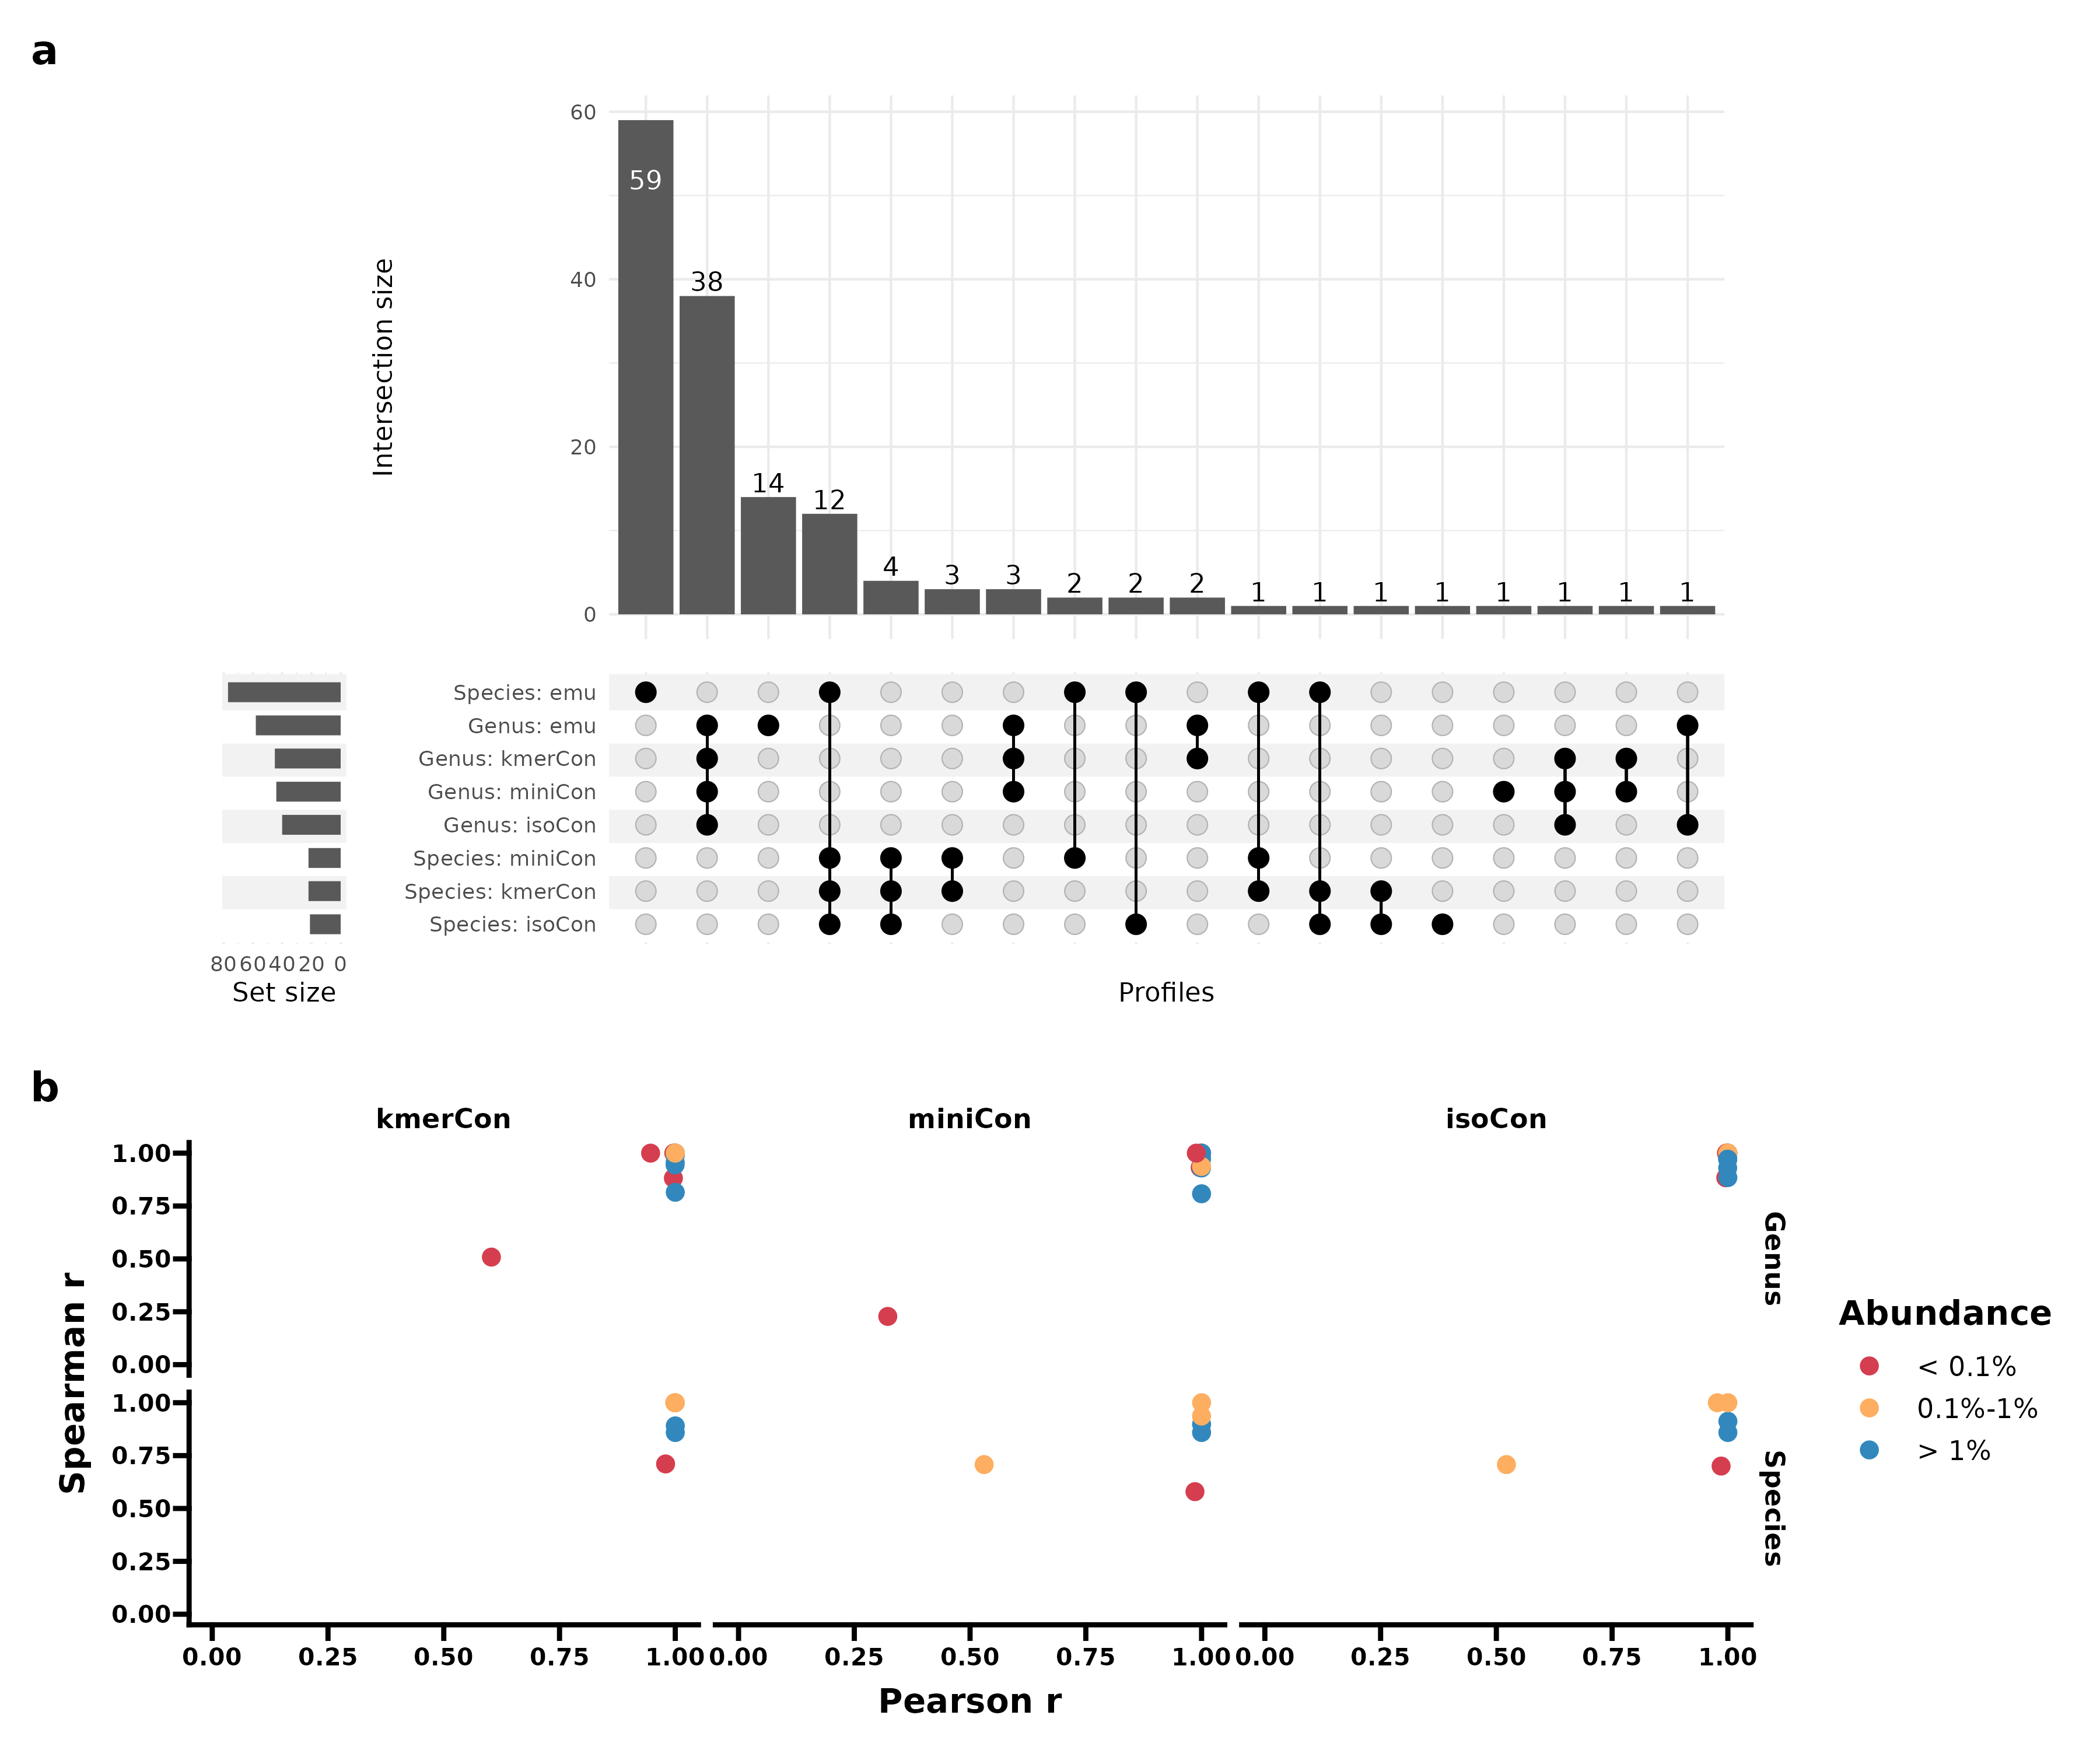 a
60
40
20
0
Intersection size
59
38
14
12
4
3
3
2
2
2
1
1
1
1
1
1
1
1
Species: emu
Genus: emu
Genus: kmerCon
Genus: miniCon
Genus: isoCon
Species: miniCon
Species: kmerCon
Species: isoCon
80 60 40 20 0
Set size
Profiles
b
kmerCon
miniCon
isoCon
1.00
0.75
0.50
0.25
0.00
1.00
0.75
0.50
0.25
0.00
Spearman r
Genus
Species
0.00 0.25 0.50 0.75 1.00
0.00 0.25 0.50 0.75 1.00
0.00 0.25 0.50 0.75 1.00
Pearson r
Abundance
< 0.1%
0.1%-1%
> 1%